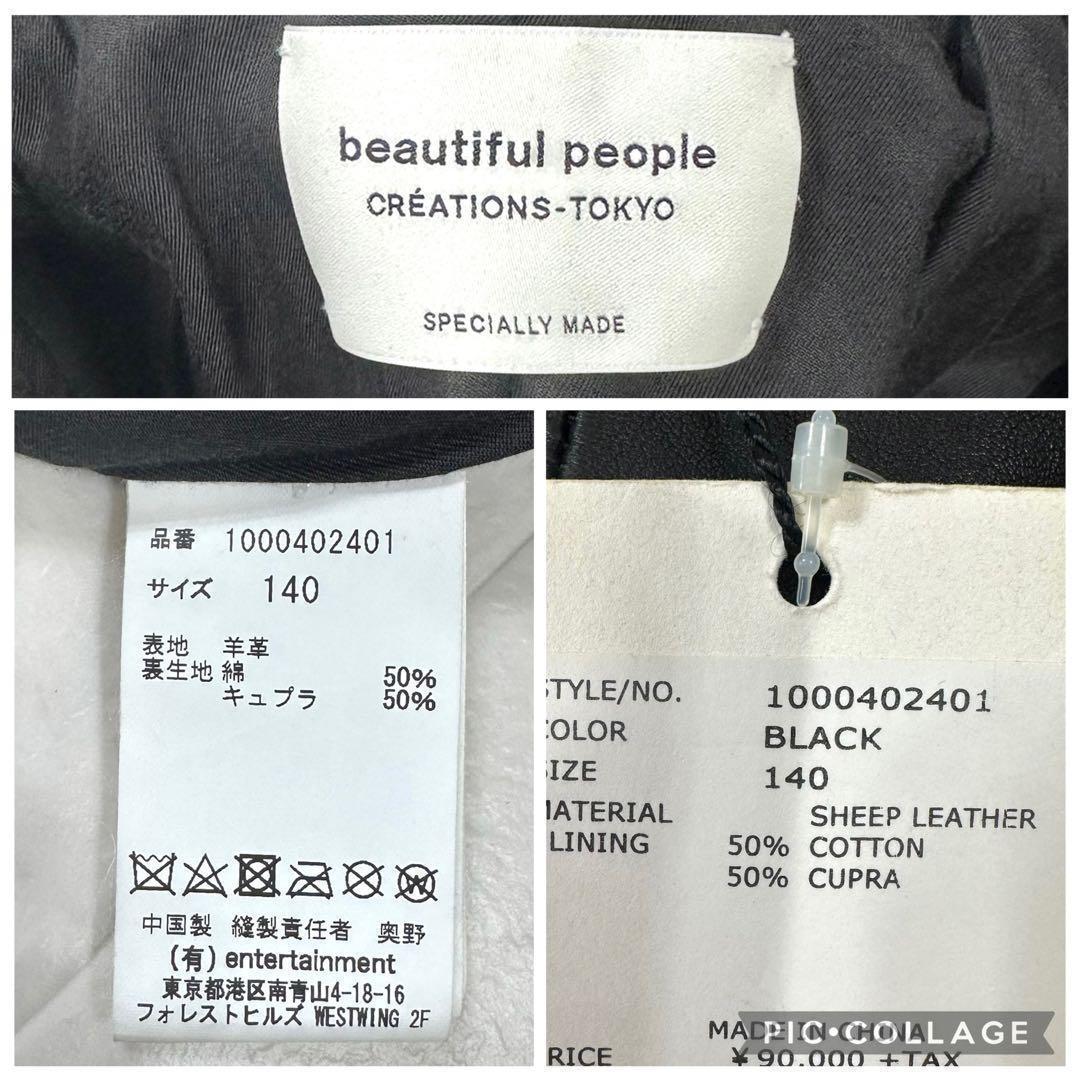 beautiful people
CRÉATIONS-TOKYO
SPECIALLY MADE
品番 1000402401
サイズ 140
表地 羊革
裏生地 綿 50%
キュプラ 50%
中国製 縫製責任者 奥野
(有) entertainment
東京都港区南青山4-18-16
フォレストヒルズ WESTWING 2F
STYLE/NO. 1000402401
COLOR BLACK
SIZE 140
MATERIAL SHEEP LEATHER
LINING 50% COTTON
50% CUPRA
MADE IN CHINA
PRICE ¥90.000 +TAX
PIC•COLLAGE